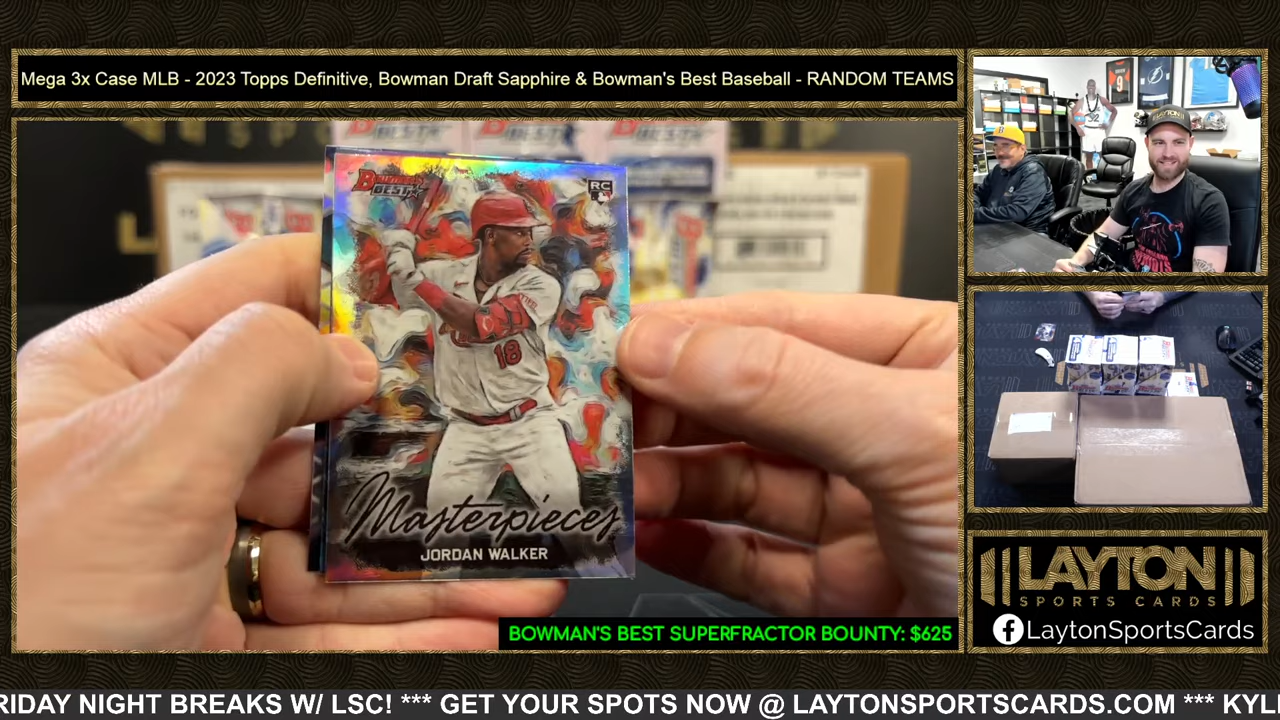 Mega 3x Case MLB - 2023 Topps Definitive, Bowman Draft Sapphire & Bowman's Best Baseball - RANDOM TEAMS
BOWMAN'S
BEST
RC
18
Masterpieces
JORDAN WALKER
BOWMAN'S BEST SUPERFRACTOR BOUNTY: $625
LAYTON
SPORTS CARDS
LaytonSportsCards
RIDAY NIGHT BREAKS W/ LSC! *** GET YOUR SPOTS NOW @ LAYTONSPORTSCARDS.COM *** KYL